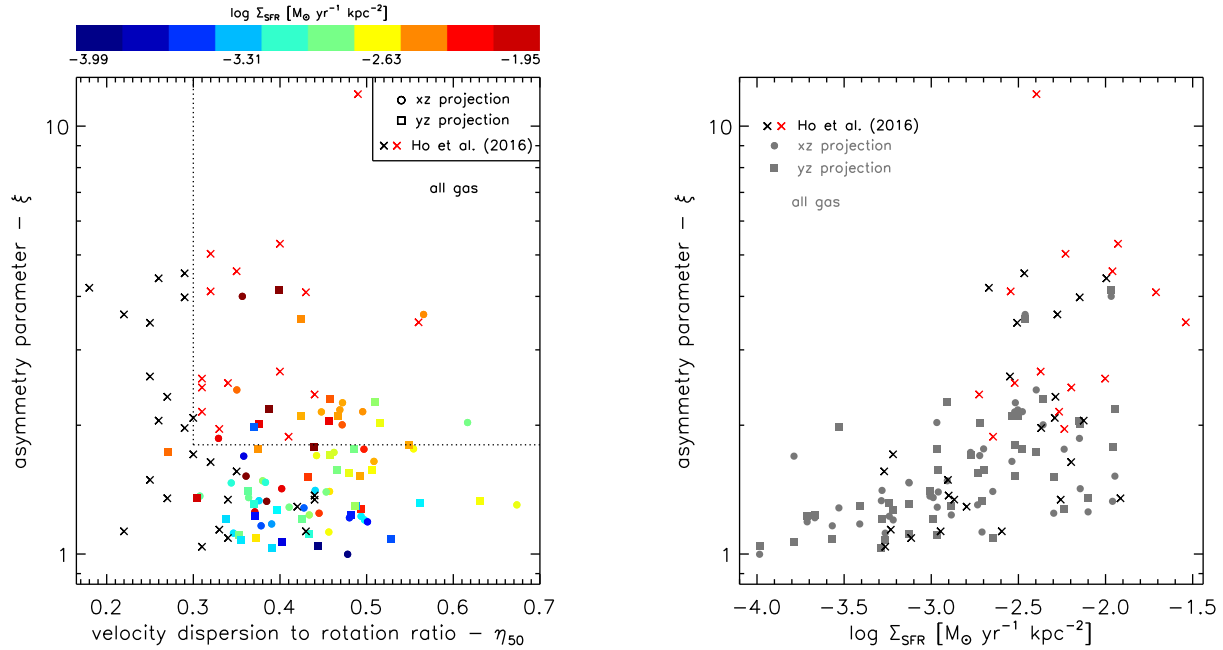 log Σ_SFR [M_⊙ yr⁻¹ kpc⁻²]
−3.99 −3.31 −2.63 −1.95
10
1
asymmetry parameter − ξ
xz projection
yz projection
Ho et al. (2016)
all gas
0.2 0.3 0.4 0.5 0.6 0.7
velocity dispersion to rotation ratio − η_50
10
1
asymmetry parameter − ξ
Ho et al. (2016)
xz projection
yz projection
all gas
−4.0 −3.5 −3.0 −2.5 −2.0 −1.5
log Σ_SFR [M_⊙ yr⁻¹ kpc⁻²]